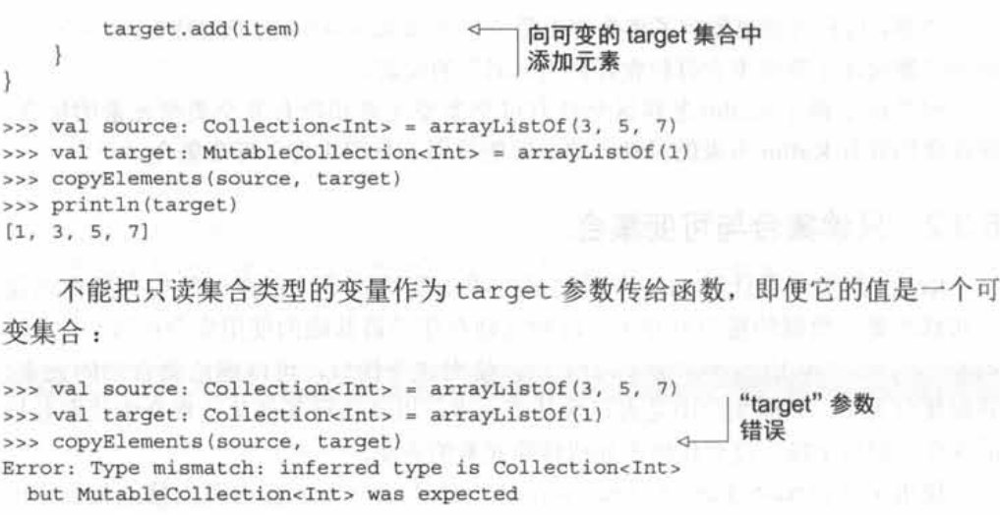 target.add(item)
向可变的 target 集合中
添加元素
}
}
>>> val source: Collection<Int> = arrayListOf(3, 5, 7)
>>> val target: MutableCollection<Int> = arrayListOf(1)
>>> copyElements(source, target)
>>> println(target)
[1, 3, 5, 7]
不能把只读集合类型的变量作为 target 参数传给函数，即便它的值是一个可
变集合：
>>> val source: Collection<Int> = arrayListOf(3, 5, 7)
>>> val target: Collection<Int> = arrayListOf(1)
>>> copyElements(source, target)
“target” 参数
错误
Error: Type mismatch: inferred type is Collection<Int>
but MutableCollection<Int> was expected